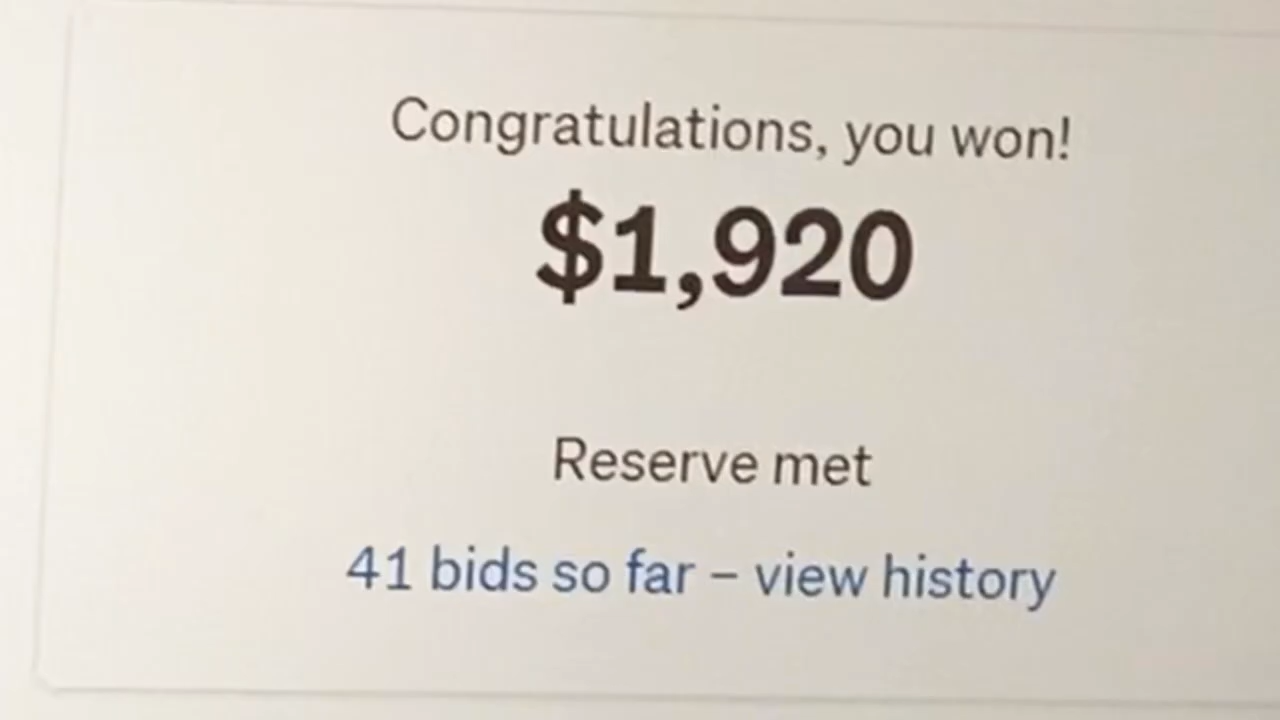 Congratulations, you won!
$1,920
Reserve met
41 bids so far – view history